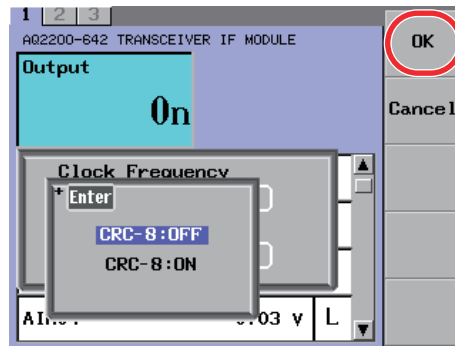 1 2 3
AQ2200-642 TRANSCEIVER IF MODULE
OK
Output
On
Cancel
Clock Frequency
Enter
CRC-8:OFF
CRC-8:ON
03 v L